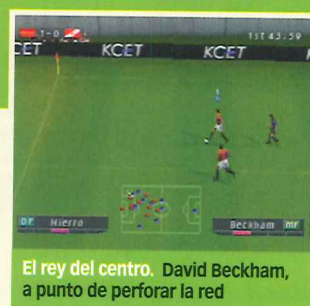 1-0
1st 43.59
CET KCET KCET
DF Hierro
Beckham MF
El rey del centro. David Beckham,
a punto de perforar la red